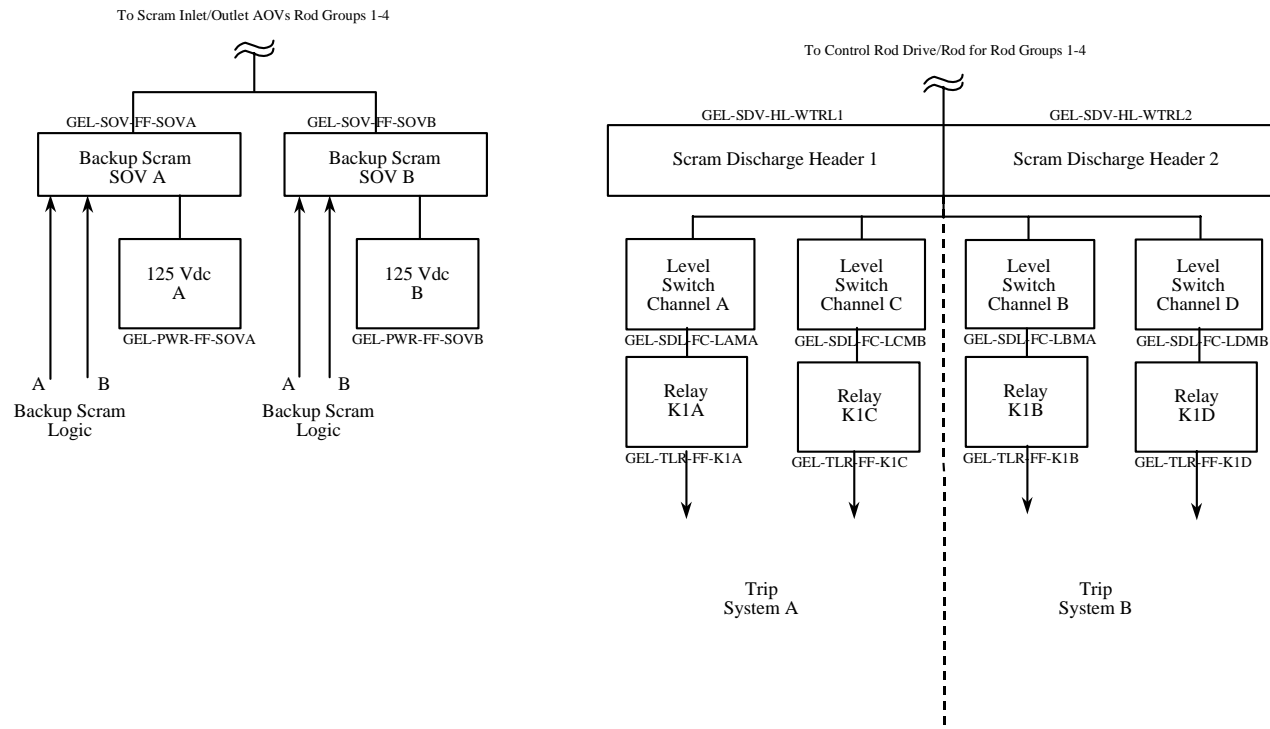 To Scram Inlet/Outlet AOVs Rod Groups 1-4
GEL-SOV-FF-SOVA
GEL-SOV-FF-SOVB
Backup Scram
SOV A
Backup Scram
SOV B
125 Vdc
A
125 Vdc
B
GEL-PWR-FF-SOVA
GEL-PWR-FF-SOVB
A
B
Backup Scram
Logic
A
B
Backup Scram
Logic
To Control Rod Drive/Rod for Rod Groups 1-4
GEL-SDV-HL-WTRL1
GEL-SDV-HL-WTRL2
Scram Discharge Header 1
Scram Discharge Header 2
Level
Switch
Channel A
Level
Switch
Channel C
Level
Switch
Channel B
Level
Switch
Channel D
GEL-SDL-FC-LAMA
GEL-SDL-FC-LCMB
GEL-SDL-FC-LBMA
GEL-SDL-FC-LDMB
Relay
K1A
Relay
K1C
Relay
K1B
Relay
K1D
GEL-TLR-FF-K1A
GEL-TLR-FF-K1C
GEL-TLR-FF-K1B
GEL-TLR-FF-K1D
Trip
System A
Trip
System B